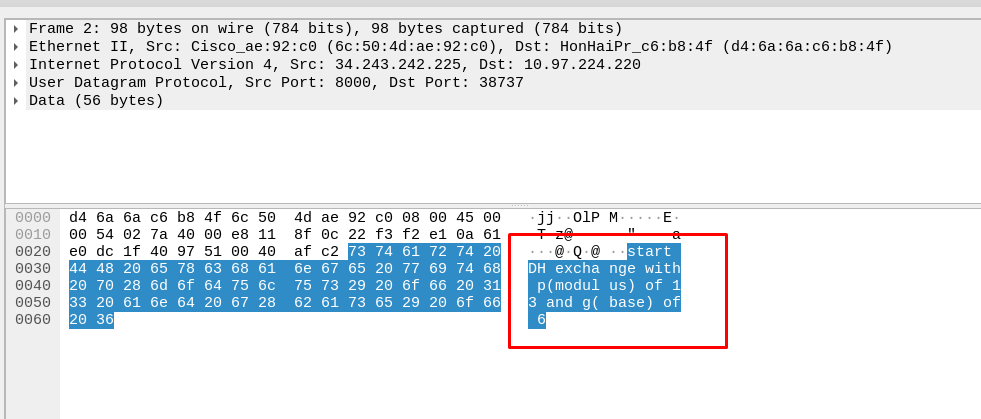 Frame 2: 98 bytes on wire (784 bits), 98 bytes captured (784 bits)
Ethernet II, Src: Cisco_ae:92:c0 (6c:50:4d:ae:92:c0), Dst: HonHaiPr_c6:b8:4f (d4:6a:6a:c6:b8:4f)
Internet Protocol Version 4, Src: 34.243.242.225, Dst: 10.97.224.220
User Datagram Protocol, Src Port: 8000, Dst Port: 38737
Data (56 bytes)
0000 d4 6a 6a c6 b8 4f 6c 50 4d ae 92 c0 08 00 45 00 ·jj··OlP M·····E·
0010 00 54 02 7a 40 00 e8 11 8f 0c 22 f3 f2 e1 0a 61 ·T·z@··· ··"····a
0020 e0 dc 1f 40 97 51 00 40 af c2 73 74 61 72 74 20 ···@·Q·@ ··start
0030 44 48 20 65 78 63 68 61 6e 67 65 20 77 69 74 68 DH excha nge with
0040 20 70 28 6d 6f 64 75 6c 75 73 29 20 6f 66 20 31 p(modul us) of 1
0050 33 20 61 6e 64 20 67 28 62 61 73 65 29 20 6f 66 3 and g( base) of
0060 20 36 6